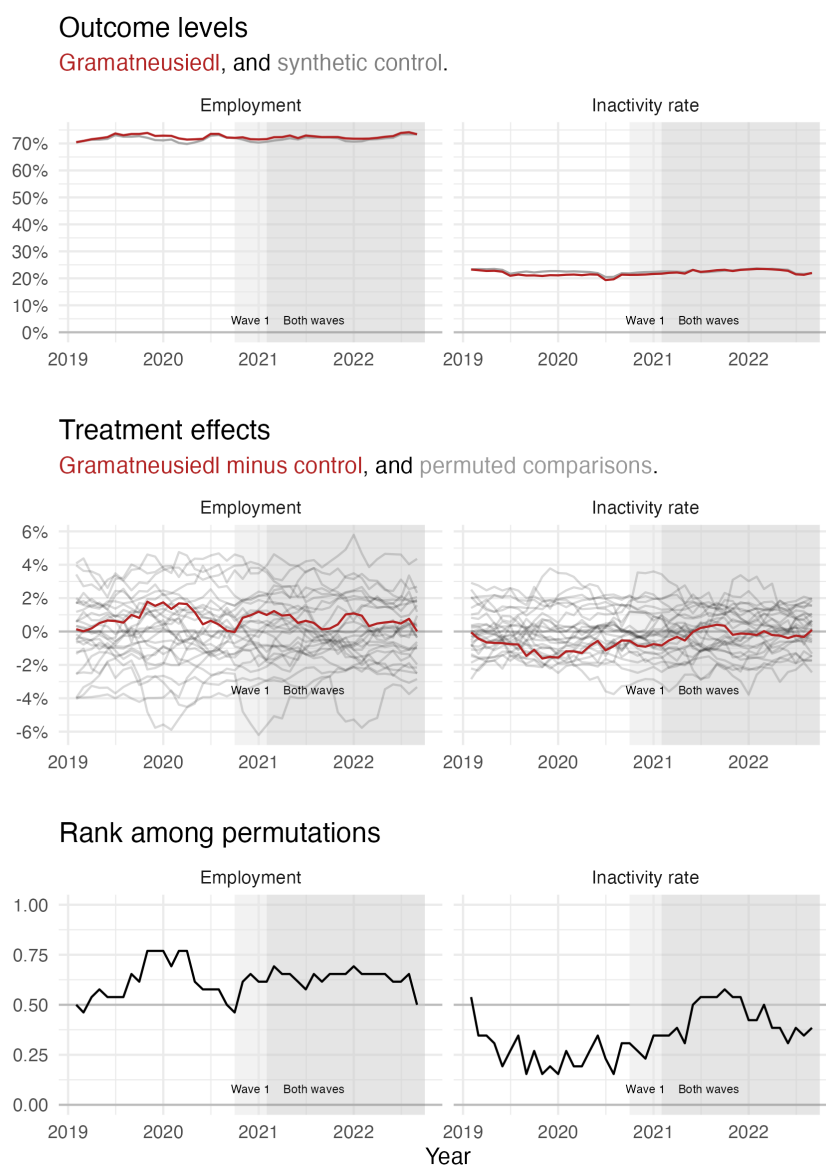 Outcome levels
Gramatneusiedl, and synthetic control.
Employment
Inactivity rate
70%
60%
50%
40%
30%
20%
10%
0%
Wave 1 Both waves
Wave 1 Both waves
2019 2020 2021 2022
2019 2020 2021 2022
Treatment effects
Gramatneusiedl minus control, and permuted comparisons.
Employment
Inactivity rate
6%
4%
2%
0%
-2%
-4%
-6%
Wave 1 Both waves
Wave 1 Both waves
2019 2020 2021 2022
2019 2020 2021 2022
Rank among permutations
Employment
Inactivity rate
1.00
0.75
0.50
0.25
0.00
Wave 1 Both waves
Wave 1 Both waves
2019 2020 2021 2022
2019 2020 2021 2022
Year